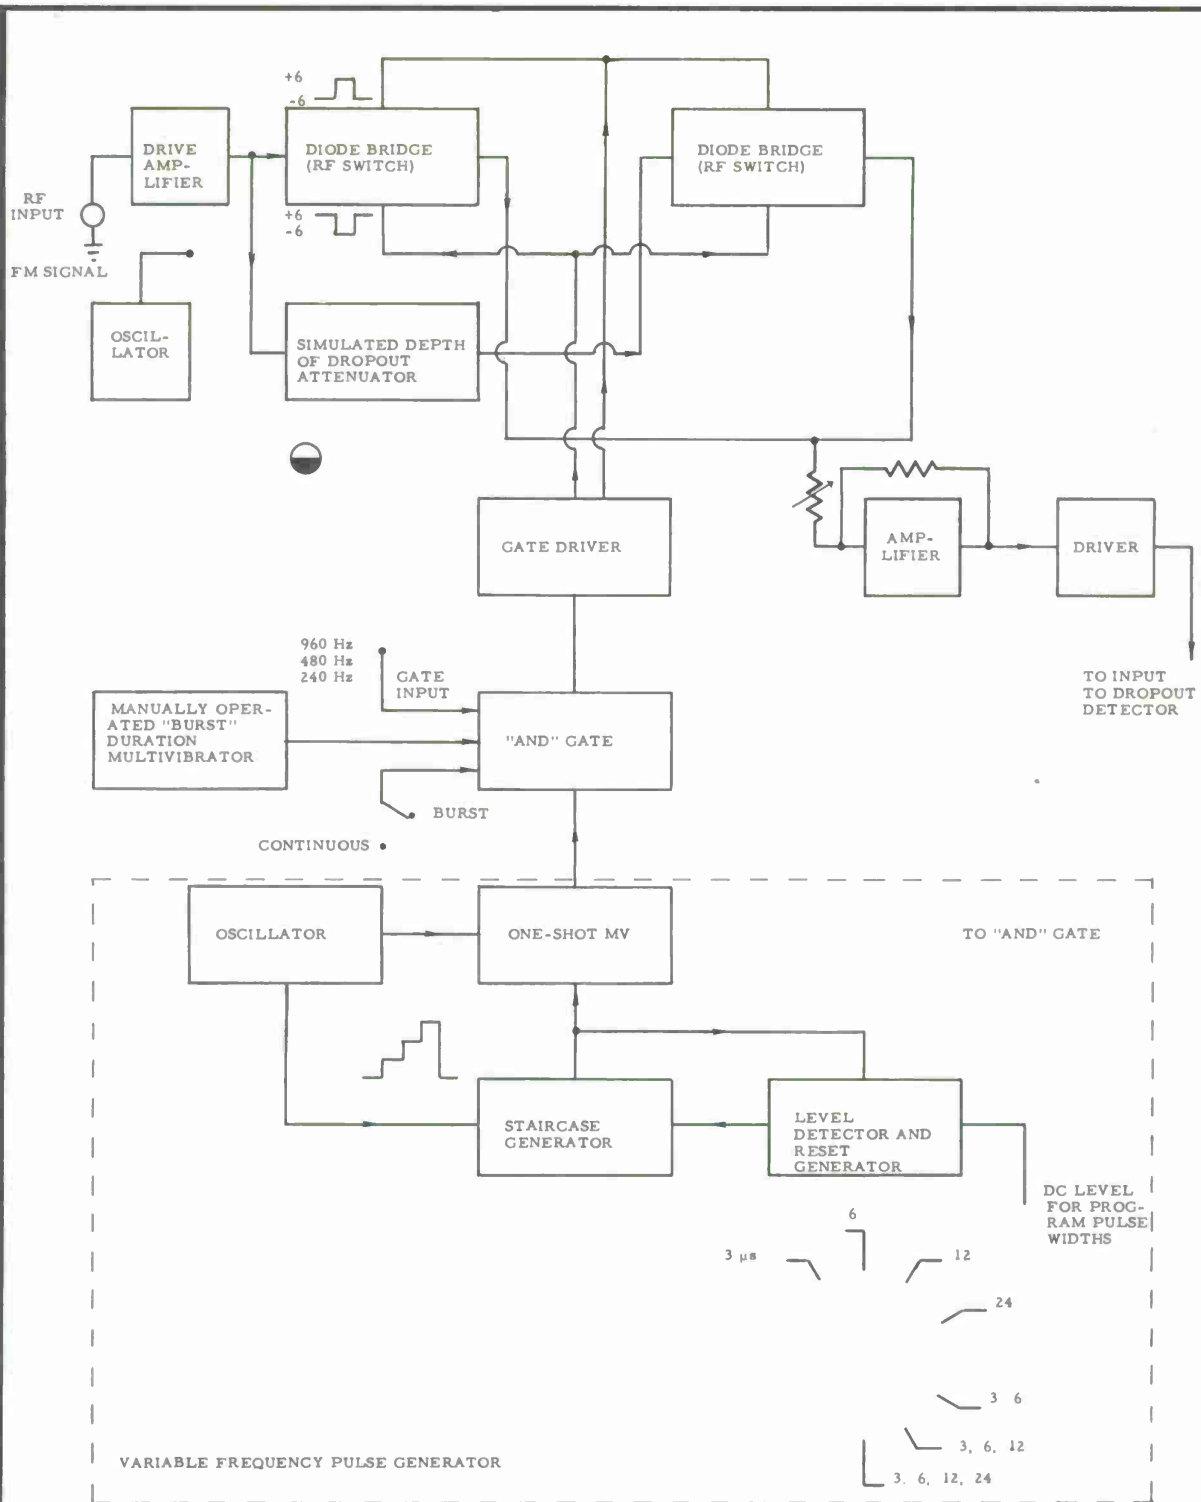 +6
-6
DRIVE
AMP-
LIFIER
DIODE BRIDGE
(RF SWITCH)
DIODE BRIDGE
(RF SWITCH)
RF
INPUT
+6
-6
FM SIGNAL
OSCIL-
LATOR
SIMULATED DEPTH
OF DROPOUT
ATTENUATOR
GATE DRIVER
AMP-
LIFIER
DRIVER
960 Hz
480 Hz
240 Hz
GATE
INPUT
TO INPUT
TO DROPOUT
DETECTOR
MANUALLY OPER-
ATED "BURST"
DURATION
MULTIVIBRATOR
"AND" GATE
BURST
CONTINUOUS
OSCILLATOR
ONE-SHOT MV
TO "AND" GATE
STAIRCASE
GENERATOR
LEVEL
DETECTOR AND
RESET
GENERATOR
DC LEVEL
FOR PROG-
RAM PULSE
WIDTHS
6
3 μs
12
24
3 6
3, 6, 12
3. 6, 12, 24
VARIABLE FREQUENCY PULSE GENERATOR